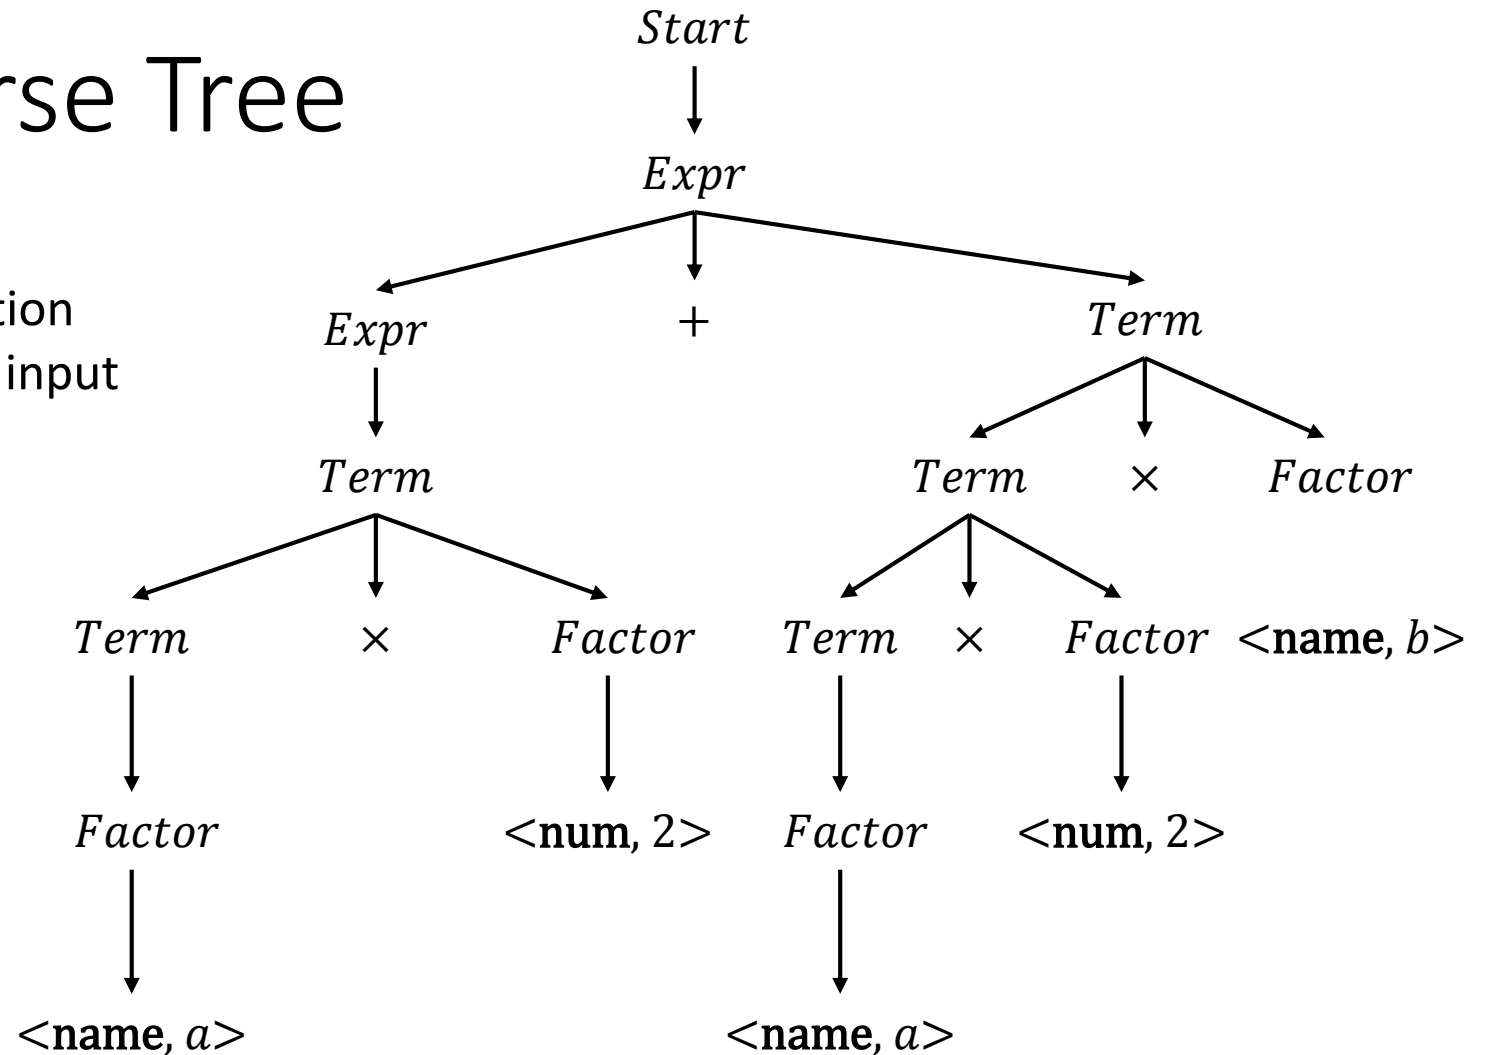 Start
rse Tree
Expr
tion
input
Expr + Term
Term Term × Factor
Term × Factor Term × Factor <name, b>
Factor <num, 2> Factor <num, 2>
<name, a> <name, a>